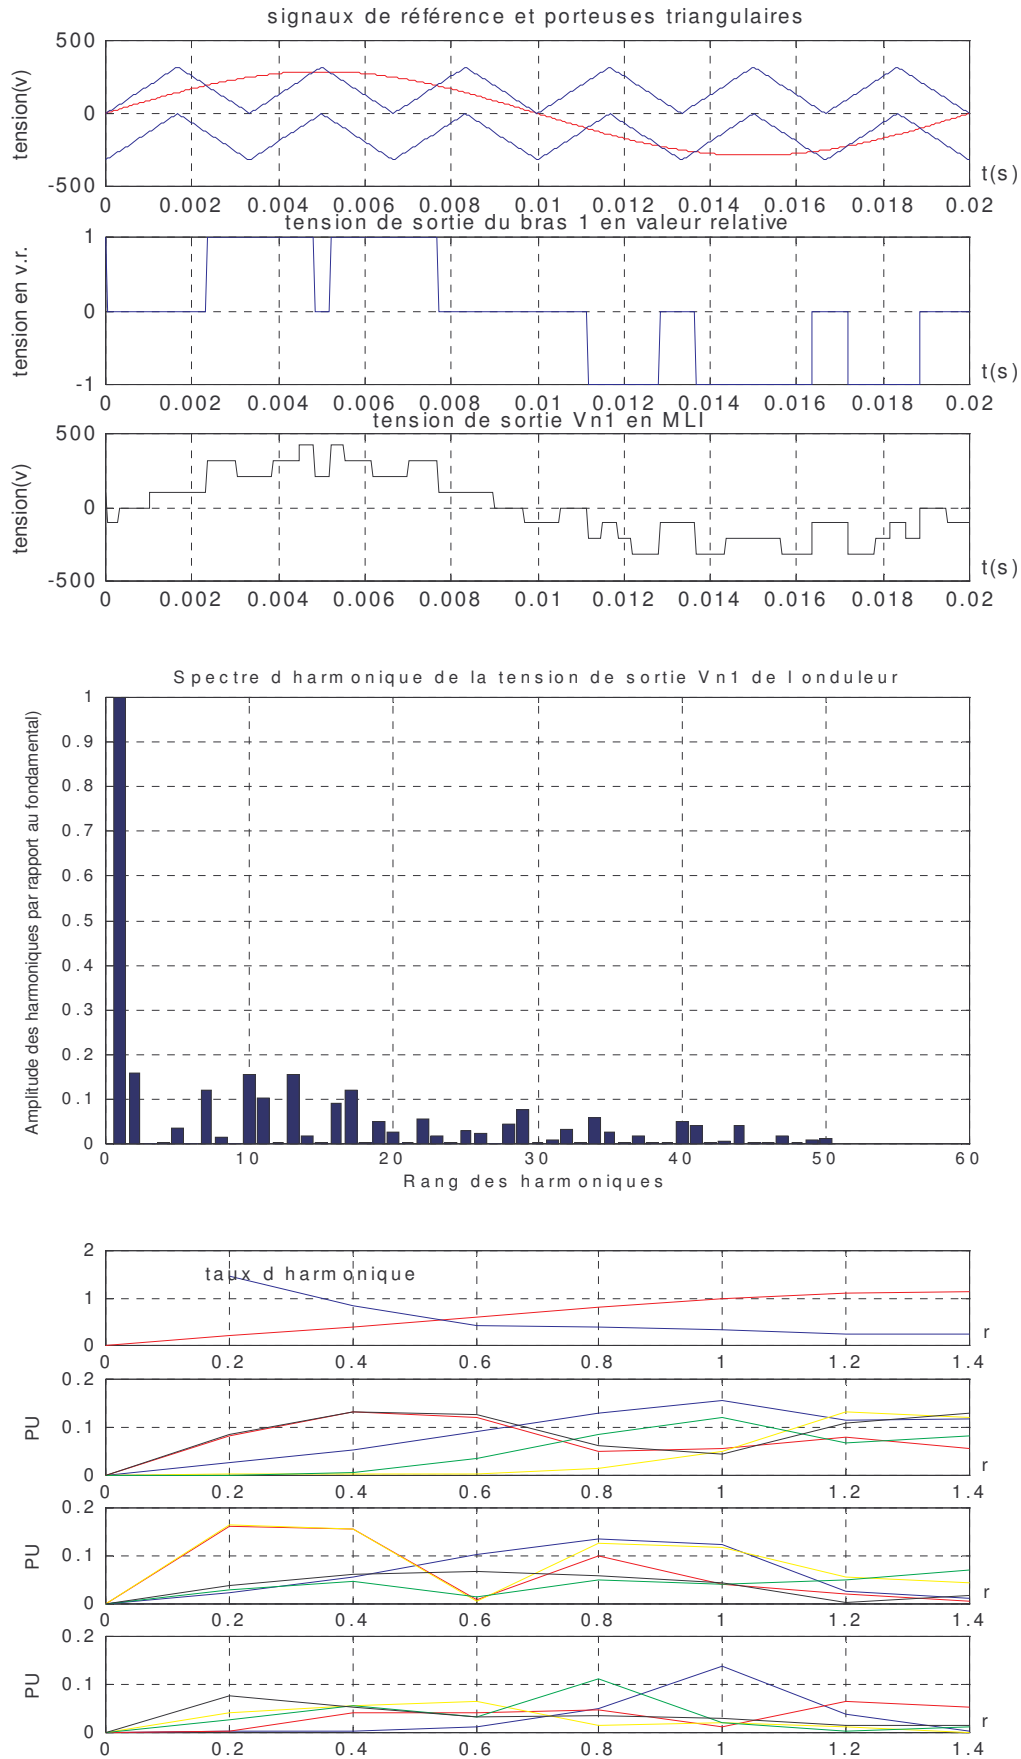 signaux de référence et porteuses triangulaires
tension(v)
500
0
-500
t(s)
0 0.002 0.004 0.006 0.008 0.01 0.012 0.014 0.016 0.018 0.02
tension de sortie du bras 1 en valeur relative
tension en v.r.
1
0
-1
t(s)
0 0.002 0.004 0.006 0.008 0.01 0.012 0.014 0.016 0.018 0.02
tension de sortie Vn1 en MLI
tension(v)
500
0
-500
t(s)
0 0.002 0.004 0.006 0.008 0.01 0.012 0.014 0.016 0.018 0.02
Spectre d harmonique de la tension de sortie Vn1 de l onduleur
Amplitude des harmoniques par rapport au fondamental)
1
0.9
0.8
0.7
0.6
0.5
0.4
0.3
0.2
0.1
0
0 10 20 30 40 50 60
Rang des harmoniques
2
taux d harmonique
1
0
r
0 0.2 0.4 0.6 0.8 1 1.2 1.4
PU
0.2
0.1
0
r
0 0.2 0.4 0.6 0.8 1 1.2 1.4
PU
0.2
0.1
0
r
0 0.2 0.4 0.6 0.8 1 1.2 1.4
PU
0.2
0.1
0
r
0 0.2 0.4 0.6 0.8 1 1.2 1.4